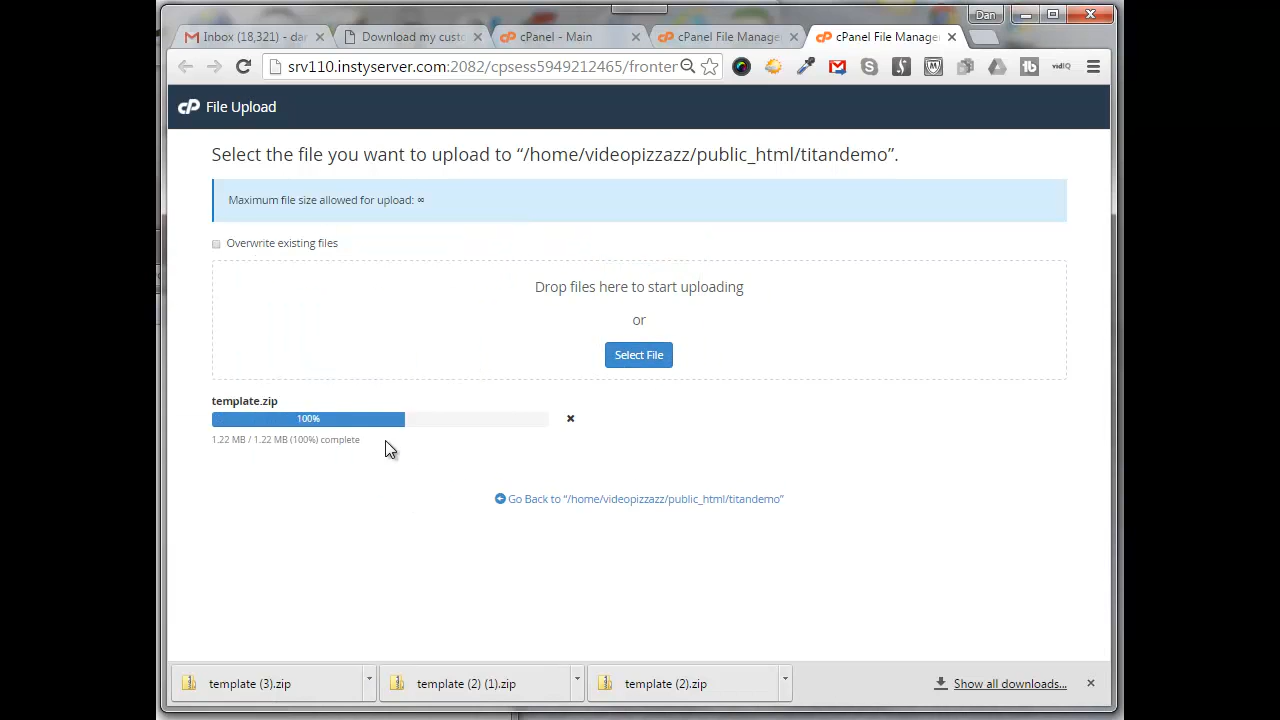 Dan
Inbox (18,321) - dar
Download my custe
cPanel - Main
cPanel File Manage
cPanel File Manage
srv110.instyserver.com:2082/cpsess5949212465/fronter
vidIQ
cP File Upload
Select the file you want to upload to “/home/videopizzazz/public_html/titandemo”.
Maximum file size allowed for upload: ∞
Overwrite existing files
Drop files here to start uploading
or
Select File
template.zip
100%
1.22 MB / 1.22 MB (100%) complete
Go Back to “/home/videopizzazz/public_html/titandemo”
template (3).zip
template (2) (1).zip
template (2).zip
Show all downloads...